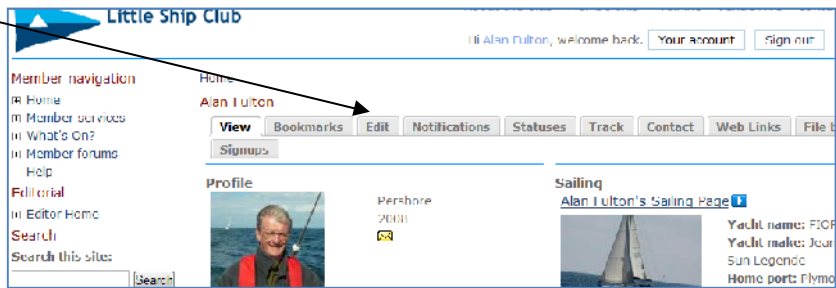 Little Ship Club
Hi Alan Fulton, welcome back. Your account Sign out
Member navigation
Home
Home
Alan Fulton
Member services
What's On?
Member forums
Help
View Bookmarks Edit Notifications Statuses Track Contact Web Links File
Signups
Editorial
Editor Home
Search
Search this site:
Search
Profile
Pershore
2008
Sailing
Alan Fulton's Sailing Page
Yacht name:
Yacht make:
Sun Legende
Home port: